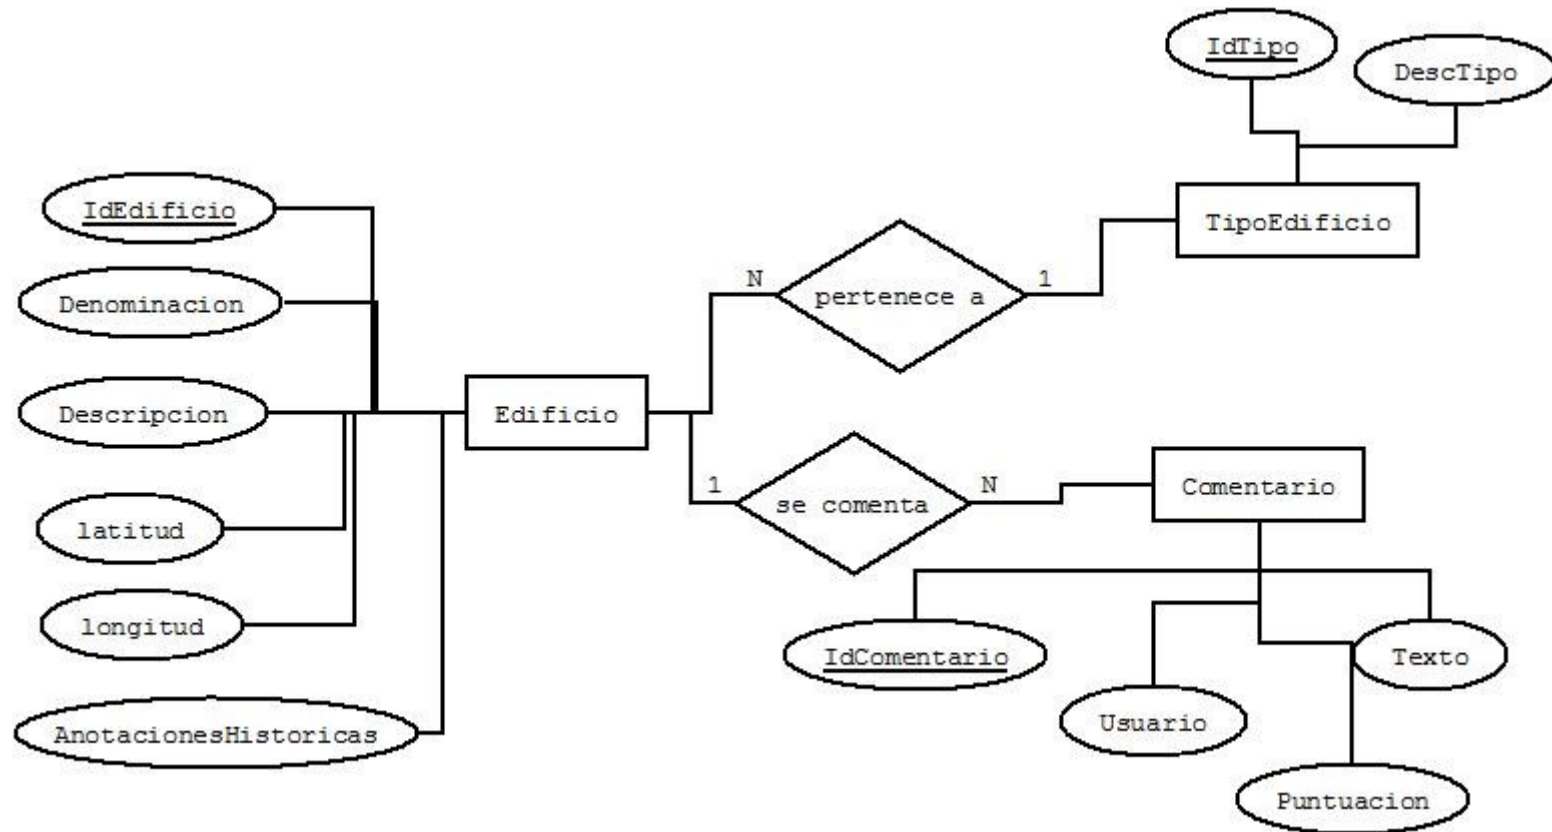 IdTipo
DescTipo
IdEdificio
TipoEdificio
Denominacion
N
pertenece a
1
Descripcion
Edificio
1
se comenta
N
Comentario
latitud
longitud
IdComentario
Texto
Usuario
AnotacionesHistoricas
Puntuacion